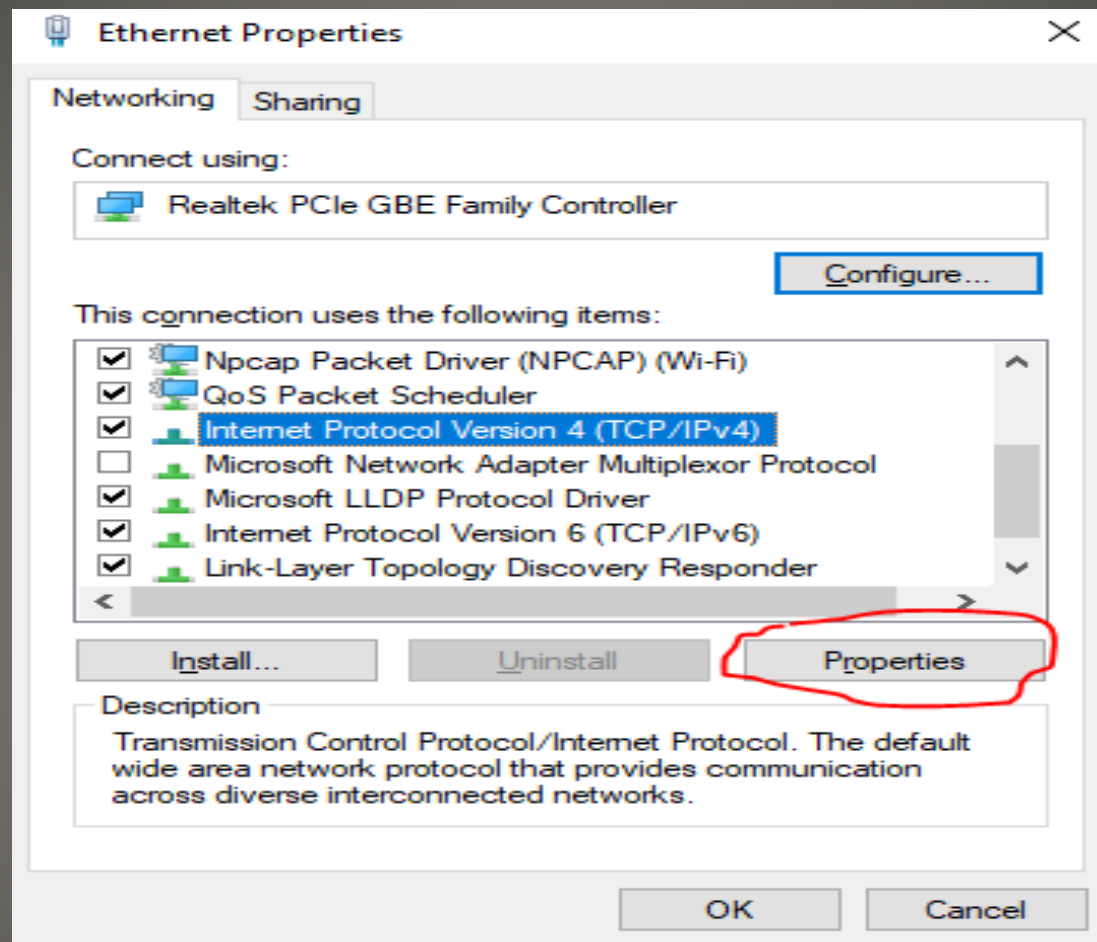 Ethernet Properties
Networking
Sharing
Connect using:
Realtek PCIe GBE Family Controller
Configure...
This connection uses the following items:
Npcap Packet Driver (NPCAP) (Wi-Fi)
QoS Packet Scheduler
Internet Protocol Version 4 (TCP/IPv4)
Microsoft Network Adapter Multiplexor Protocol
Microsoft LLDP Protocol Driver
Internet Protocol Version 6 (TCP/IPv6)
Link-Layer Topology Discovery Responder
Install...
Uninstall
Properties
Description
Transmission Control Protocol/Internet Protocol. The default
wide area network protocol that provides communication
across diverse interconnected networks.
OK
Cancel